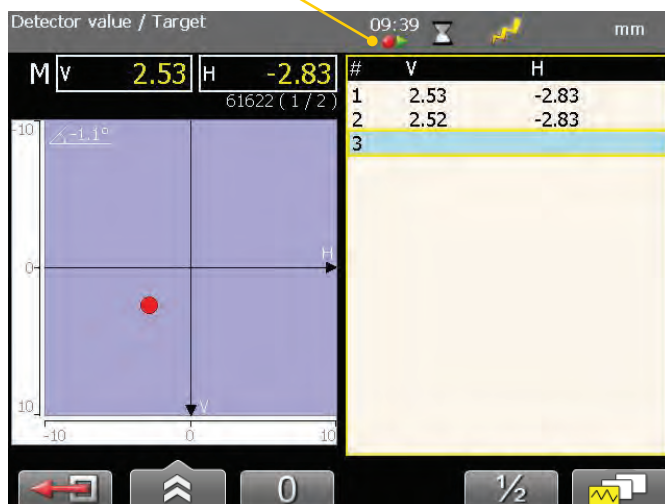 Detector value / Target 09:39 mm
M V 2.53 H -2.83
61622 ( 1 / 2 )
# V H
1 2.53 -2.83
2 2.52 -2.83
3
-10
-1.1°
H
0
10
V
-10 0 10
0 ½